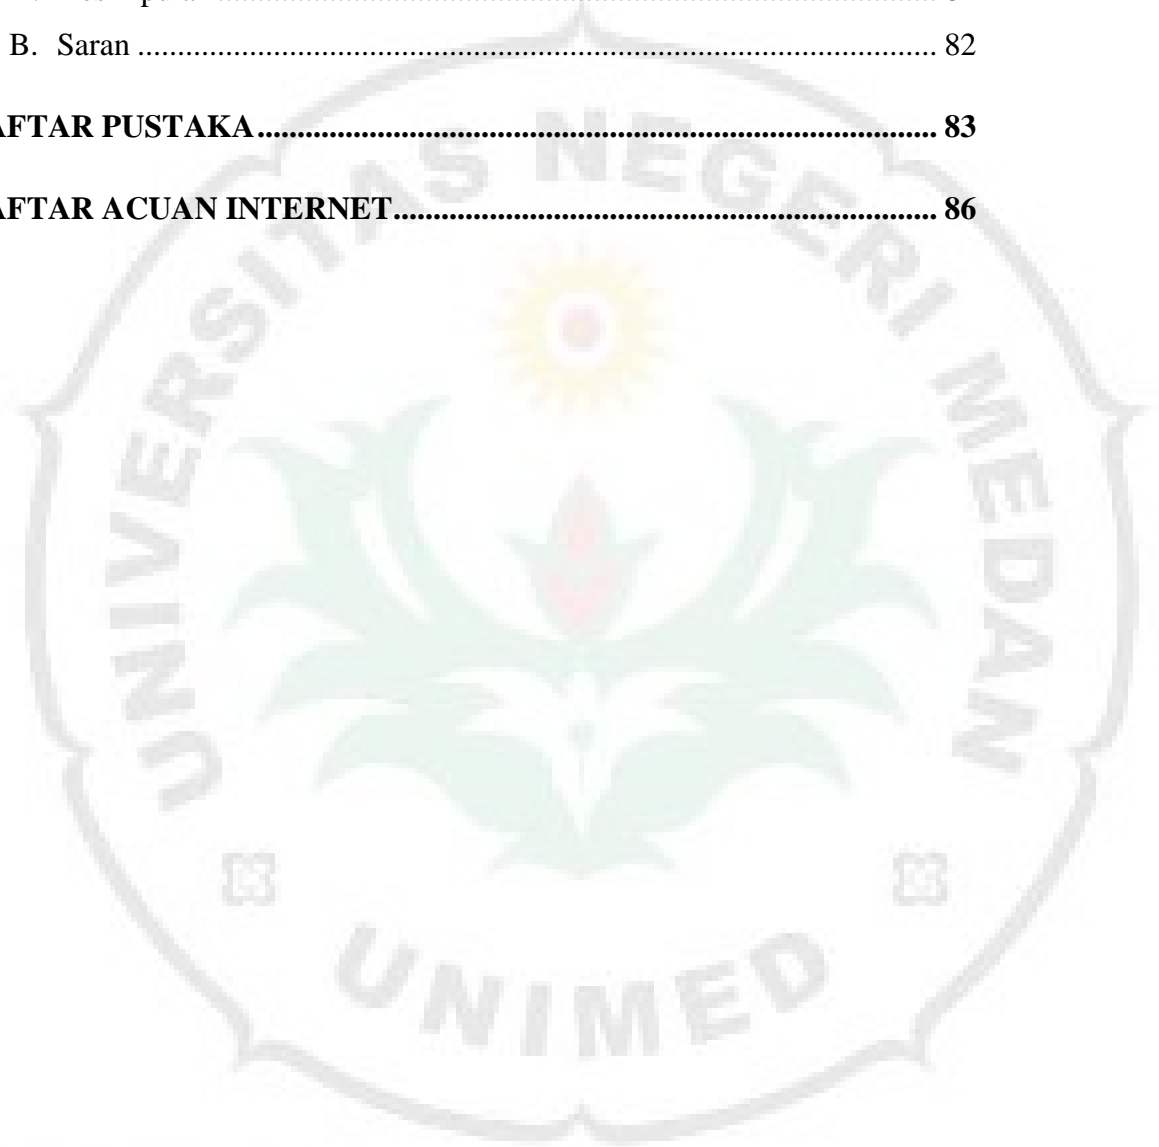 B. Saran ........................................................................................................ 82
AFTAR PUSTAKA....................................................................................... 83
AFTAR ACUAN INTERNET..................................................................... 86
UNIVERSITAS NEGERI MEDAN
UNIMED